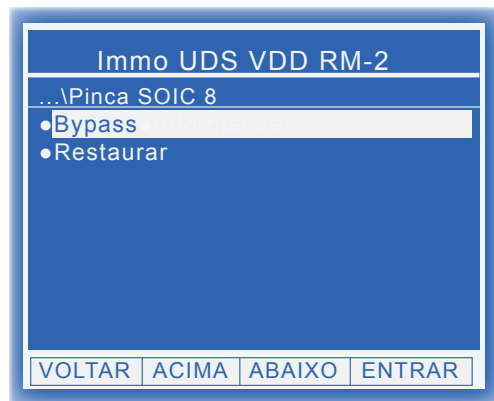 Immo UDS VDD RM-2
...\Pinca SOIC 8
●Bypass
●Restaurar
VOLTAR ACIMA ABAIXO ENTRAR